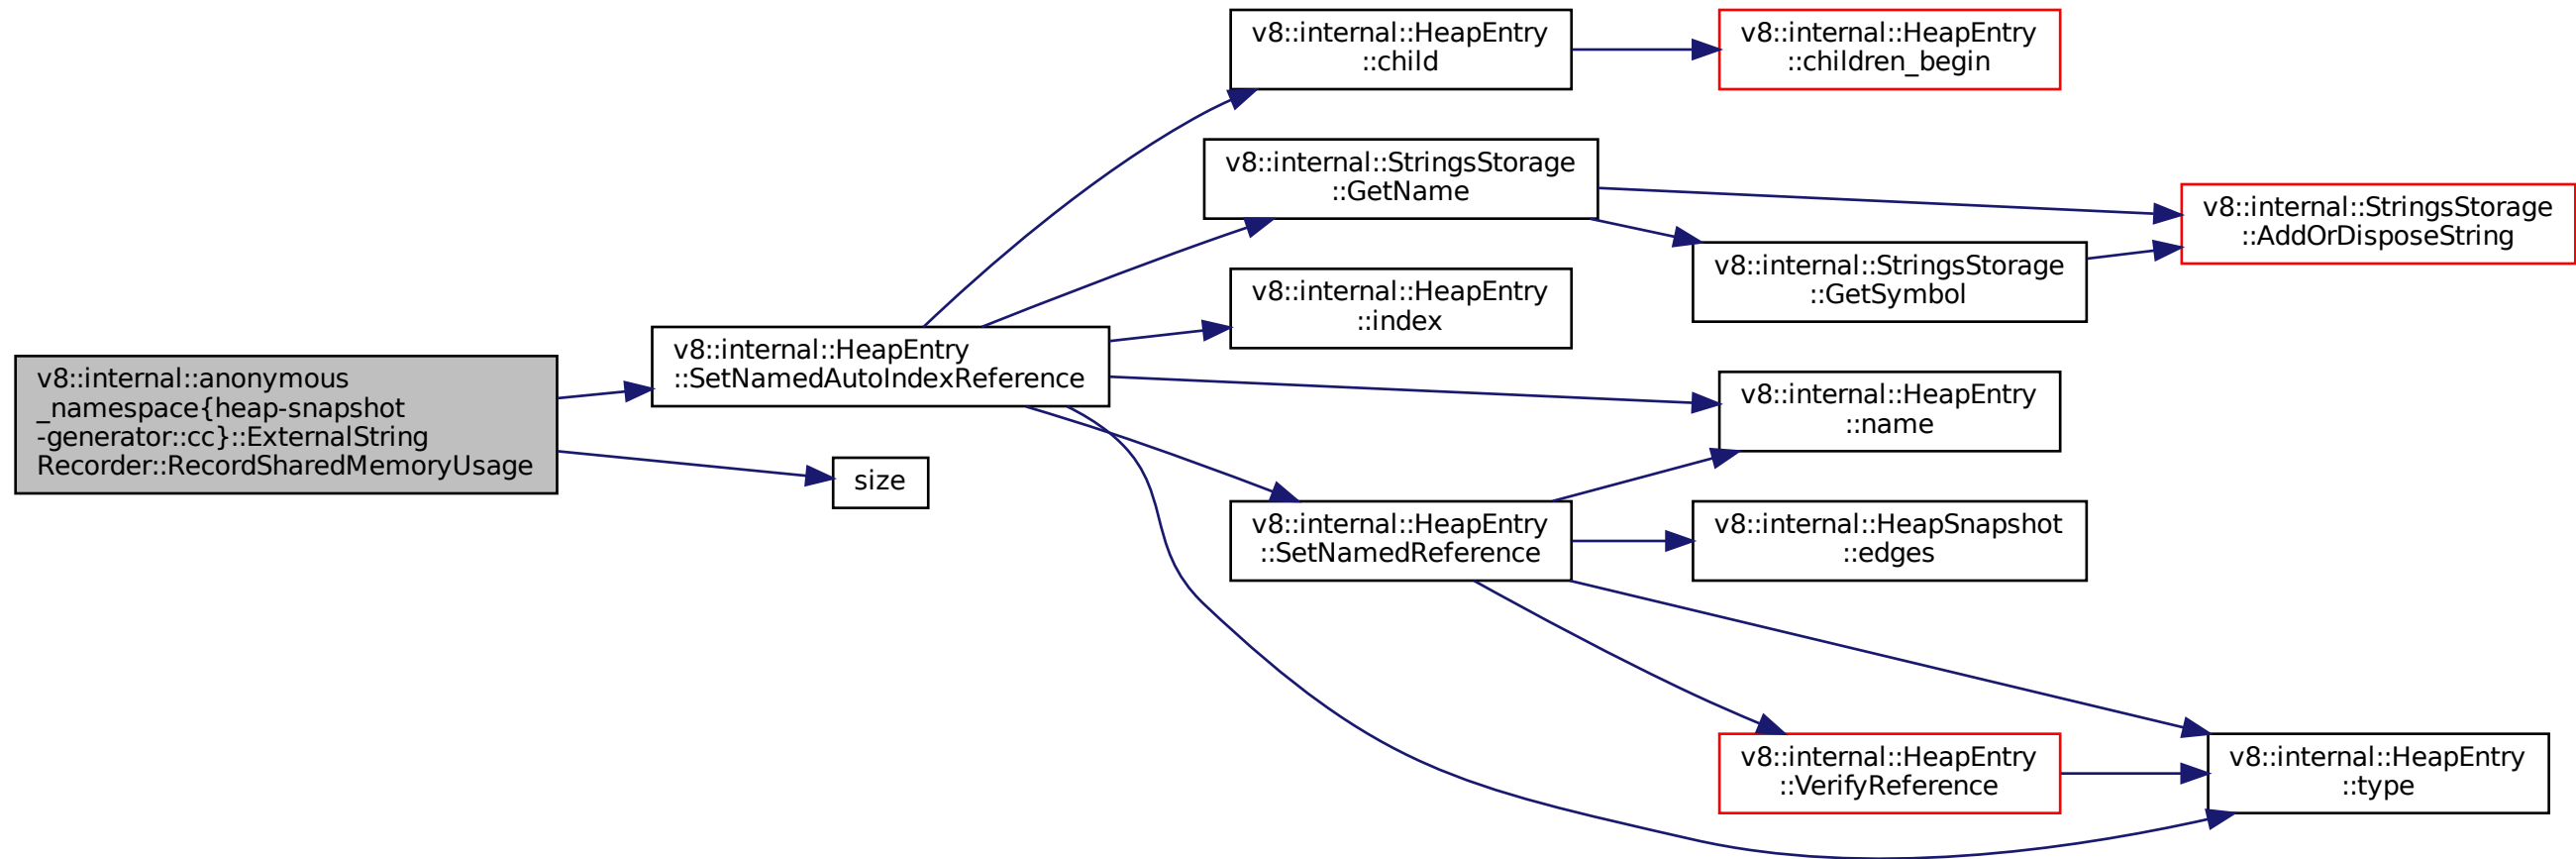 v8::internal::HeapEntry
::child
v8::internal::HeapEntry
::children_begin
v8::internal::StringsStorage
::GetName
v8::internal::StringsStorage
::AddOrDisposeString
v8::internal::StringsStorage
::GetSymbol
v8::internal::HeapEntry
::index
v8::internal::HeapEntry
::SetNamedAutoIndexReference
v8::internal::anonymous
_namespace{heap-snapshot
-generator::cc}::ExternalString
Recorder::RecordSharedMemoryUsage
v8::internal::HeapEntry
::name
size
v8::internal::HeapEntry
::SetNamedReference
v8::internal::HeapSnapshot
::edges
v8::internal::HeapEntry
::VerifyReference
v8::internal::HeapEntry
::type